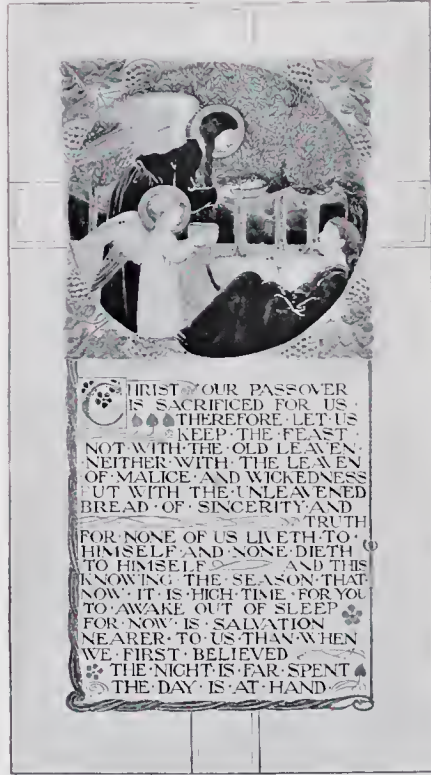 CHRIST OUR PASSOVER
IS SACRIFICED FOR US ·
THEREFORE · LET · US
KEEP · THE · FEAST
NOT · WITH · THE · OLD · LEAVEN ·
NEITHER · WITH · THE · LEAVEN
OF · MALICE · AND · WICKEDNESS
BUT WITH THE · UNLEAVENED
BREAD · OF · SINCERITY · AND
TRUTH
FOR · NONE · OF · US · LIVETH · TO ·
HIMSELF · AND · NONE · DIETH
TO · HIMSELF AND · THIS
KNOWING · THE · SEASON · THAT
NOW · IT · IS · HIGH · TIME · FOR · YOU
TO · AWAKE · OUT · OF · SLEEP
FOR · NOW · IS · SALVATION
NEARER · TO · US · THAN · WHEN
WE · FIRST · BELIEVED
THE · NIGHT · IS · FAR · SPENT
THE · DAY · IS · AT · HAND ·